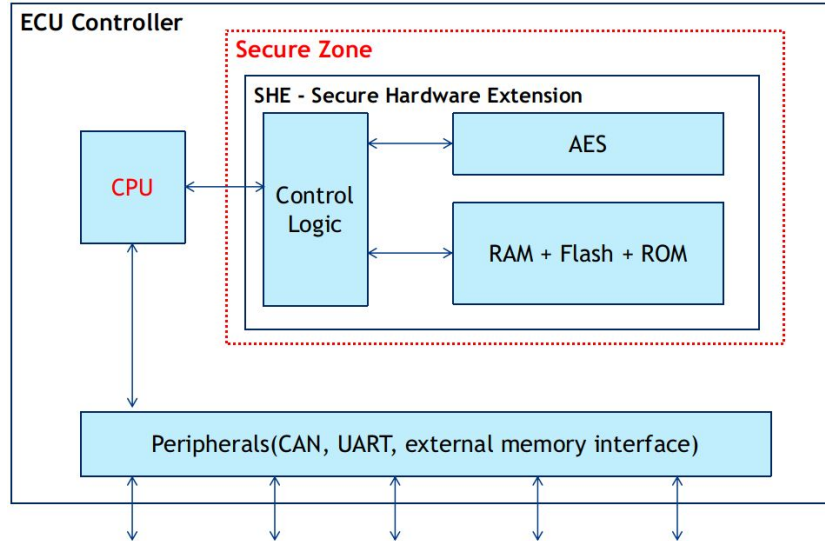 ECU Controller
Secure Zone
SHE - Secure Hardware Extension
CPU
Control
Logic
AES
RAM + Flash + ROM
Peripherals(CAN, UART, external memory interface)